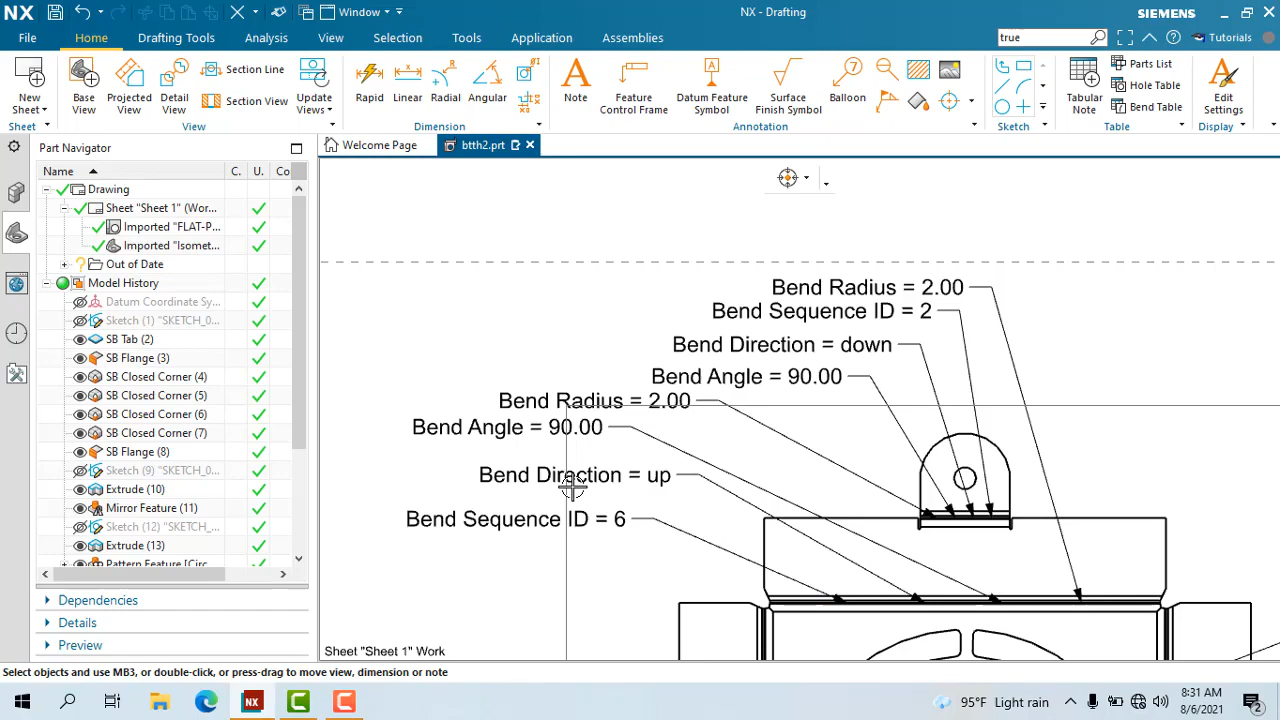 NX
Window
NX - Drafting
SIEMENS
File
Home
Drafting Tools
Analysis
View
Selection
Tools
Application
Assemblies
true
Tutorials
New Sheet
Base View
Projected View
Detail View
Section Line
Section View
Update Views
Rapid
Linear
Radial
Angular
Note
Feature Control Frame
Datum Feature Symbol
Surface Finish Symbol
Balloon
Tabular Note
Parts List
Hole Table
Bend Table
Edit Settings
Sheet
View
Dimension
Annotation
Sketch
Table
Display
Part Navigator
Welcome Page
btth2.prt
Name
C.
U.
Co
Drawing
Sheet "Sheet 1" (Wor...
Imported "FLAT-P...
Imported "Isomet...
Out of Date
Model History
Datum Coordinate Sy...
Sketch (1) "SKETCH_0...
SB Tab (2)
SB Flange (3)
SB Closed Corner (4)
SB Closed Corner (5)
SB Closed Corner (6)
SB Closed Corner (7)
SB Flange (8)
Sketch (9) "SKETCH_0...
Extrude (10)
Mirror Feature (11)
Sketch (12) "SKETCH_...
Extrude (13)
Pattern Feature [Circ...
Dependencies
Details
Preview
Bend Radius = 2.00
Bend Sequence ID = 2
Bend Direction = down
Bend Angle = 90.00
Bend Radius = 2.00
Bend Angle = 90.00
Bend Direction = up
Bend Sequence ID = 6
Sheet "Sheet 1" Work
Select objects and use MB3, or double-click, or press-drag to move view, dimension or note
NX
95°F Light rain
8:31 AM
8/6/2021
2